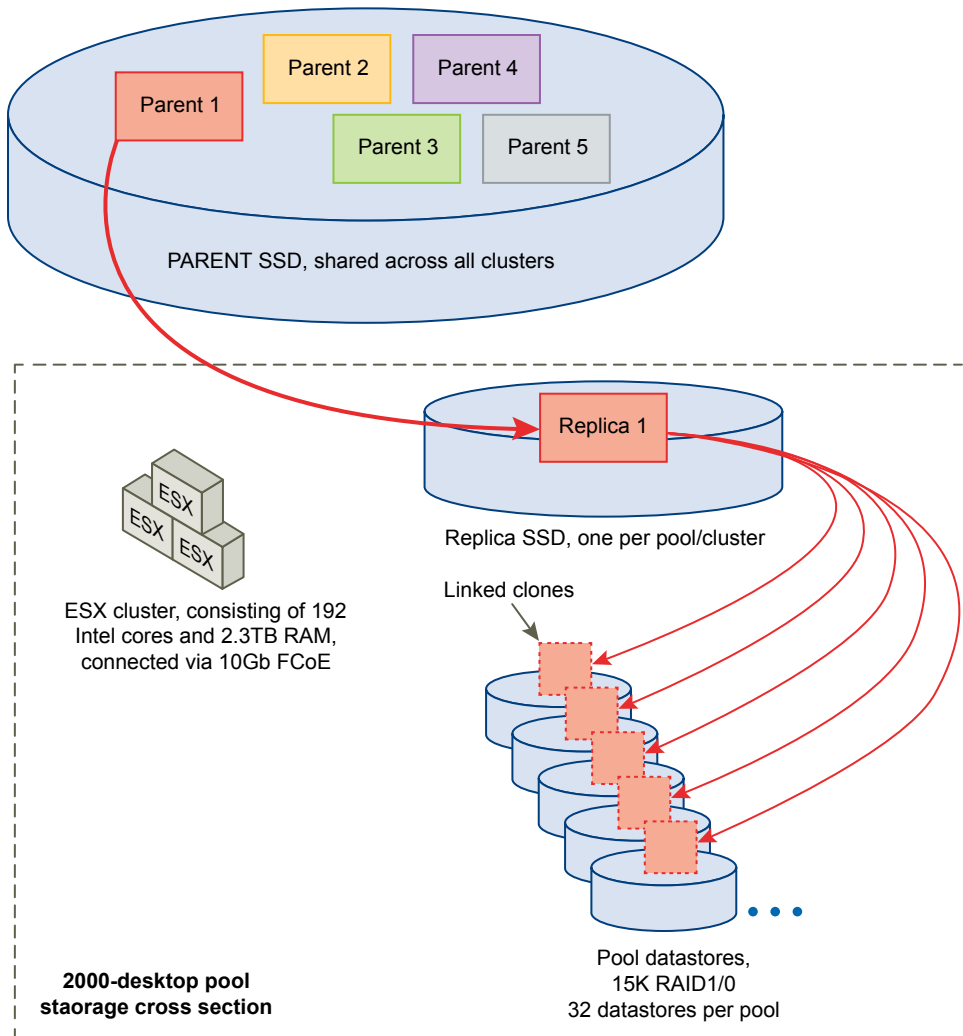 Parent 1
Parent 2
Parent 4
Parent 3
Parent 5
PARENT SSD, shared across all clusters
Replica 1
Replica SSD, one per pool/cluster
ESX
ESX
ESX
ESX cluster, consisting of 192
Intel cores and 2.3TB RAM,
connected via 10Gb FCoE
Linked clones
Pool datastores,
15K RAID1/0
32 datastores per pool
2000-desktop pool
staorage cross section